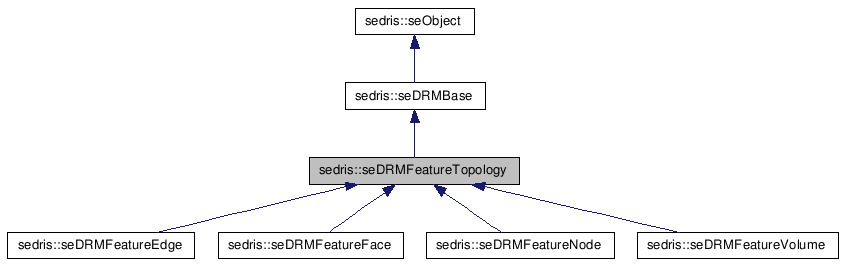 sedris::seObject
sedris::seDRMBase
sedris::seDRMFeatureTopology
sedris::seDRMFeatureEdge
sedris::seDRMFeatureFace
sedris::seDRMFeatureNode
sedris::seDRMFeatureVolume